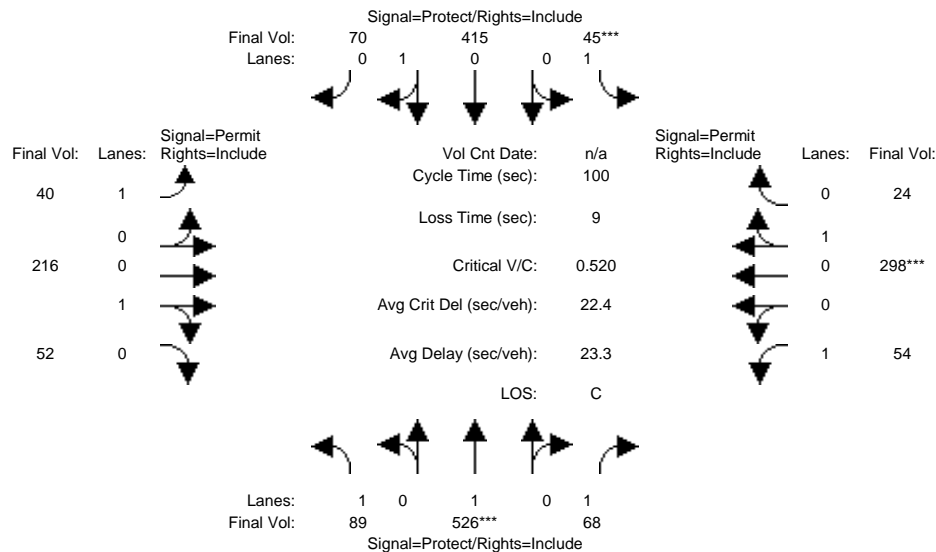 Signal=Protect/Rights=Include
Final Vol: 70 415 45***
Lanes: 0 1 0 0 1
Signal=Permit Signal=Permit
Final Vol: Lanes: Rights=Include Vol Cnt Date: n/a Rights=Include Lanes: Final Vol:
Cycle Time (sec): 100
40 1 0 24
Loss Time (sec): 9
0 1
216 0 Critical V/C: 0.520 0 298***
1 Avg Crit Del (sec/veh): 22.4 0
52 0 Avg Delay (sec/veh): 23.3 1 54
LOS: C
Lanes: 1 0 1 0 1
Final Vol: 89 526*** 68
Signal=Protect/Rights=Include